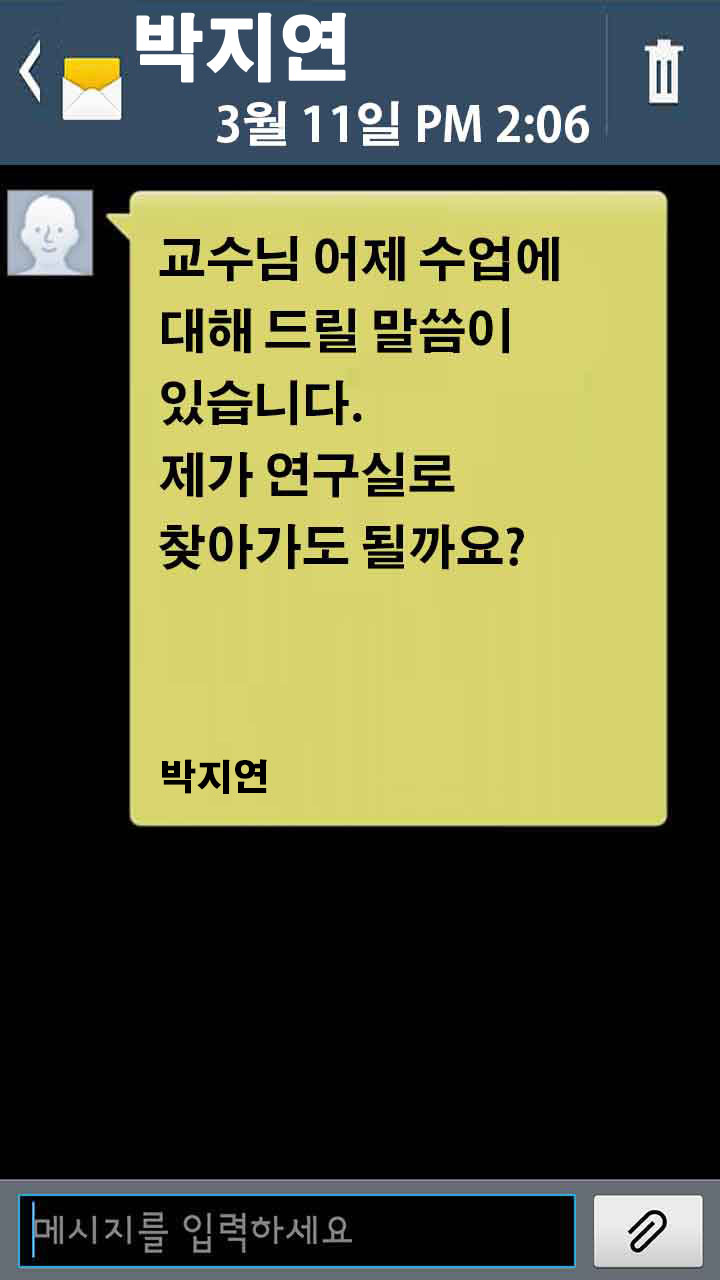 박지연
3월 11일 PM 2:06
교수님 어제 수업에
대해 드릴 말씀이
있습니다.
제가 연구실로
찾아가도 될까요?
박지연
메시지를 입력하세요